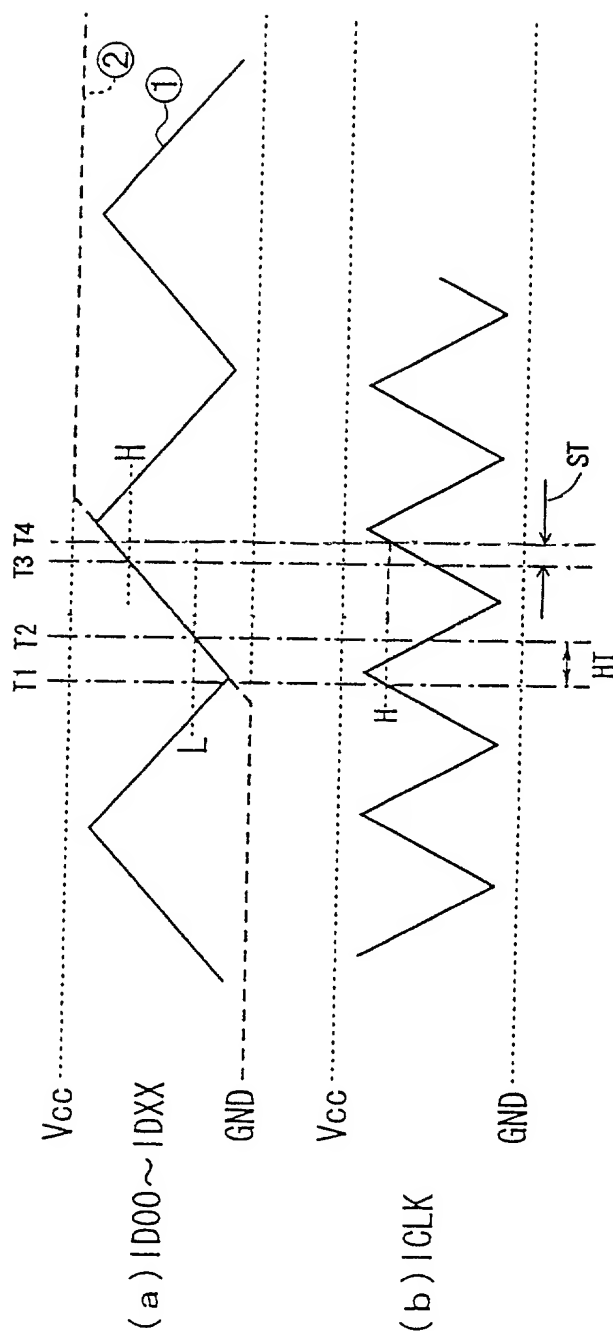 T1 T2 T3 T4
Vcc
②
①
H
L
(a) ID00～IDXX
GND
Vcc
H
(b) ICLK
GND
HT
ST